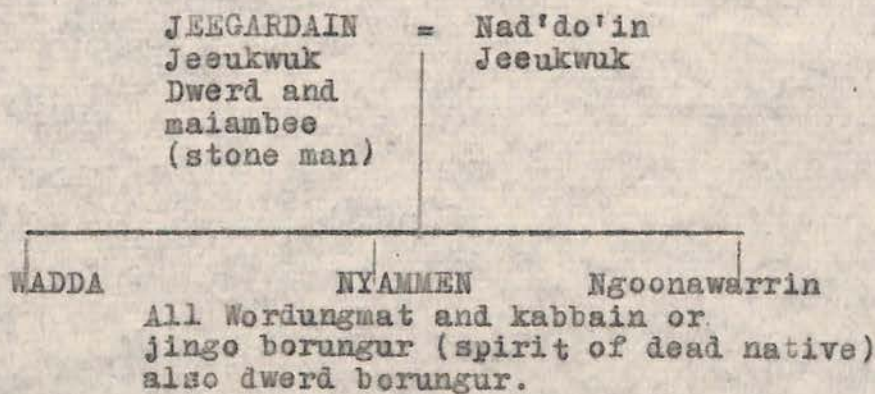 JEEGARDAIN = Nad'do'in
Jeeukwuk Jeeukwuk
Dwerd and
maiambee
(stone man)
WADDA NYAMMEN Ngoonawarrin
All Wordungmat and kabbain or
jingo borungur (spirit of dead native)
also dwerd borungur.